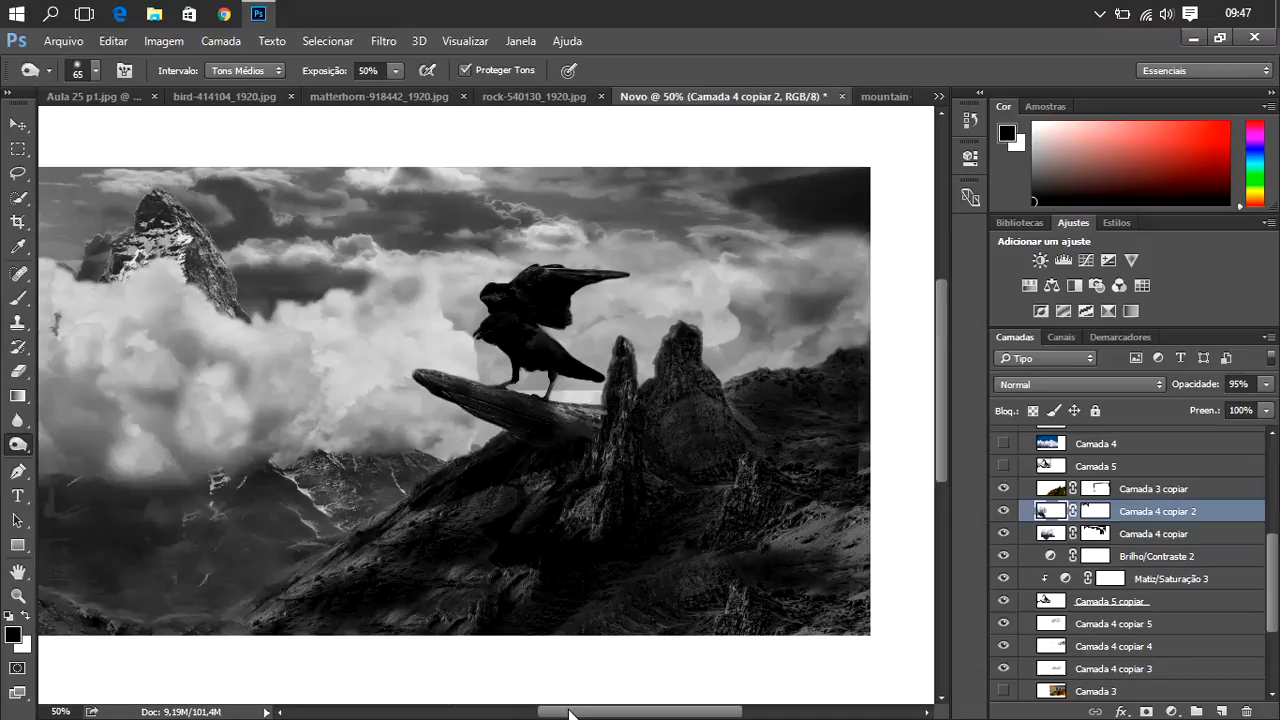 Ps
09:47
Ps Arquivo Editar Imagem Camada Texto Selecionar Filtro 3D Visualizar Janela Ajuda
65 Intervalo: Tons Médios Exposição: 50% Proteger Tons Essenciais
Aula 25 p1.jpg @ ... × bird-414104_1920.jpg × matterhorn-918442_1920.jpg × rock-540130_1920.jpg × Novo @ 50% (Camada 4 copiar 2, RGB/8) * × mountain-
Cor Amostras
Bibliotecas Ajustes Estilos
Adicionar um ajuste
Camadas Canais Demarcadores
Tipo
Normal Opacidade: 95%
Bloq.: Preen.: 100%
Camada 4
Camada 5
Camada 3 copiar
Camada 4 copiar 2
Camada 4 copiar
Brilho/Contraste 2
Matiz/Saturação 3
Camada 5 copiar
Camada 4 copiar 5
Camada 4 copiar 4
Camada 4 copiar 3
Camada 3
50% Doc: 9,19M/101,4M
fx